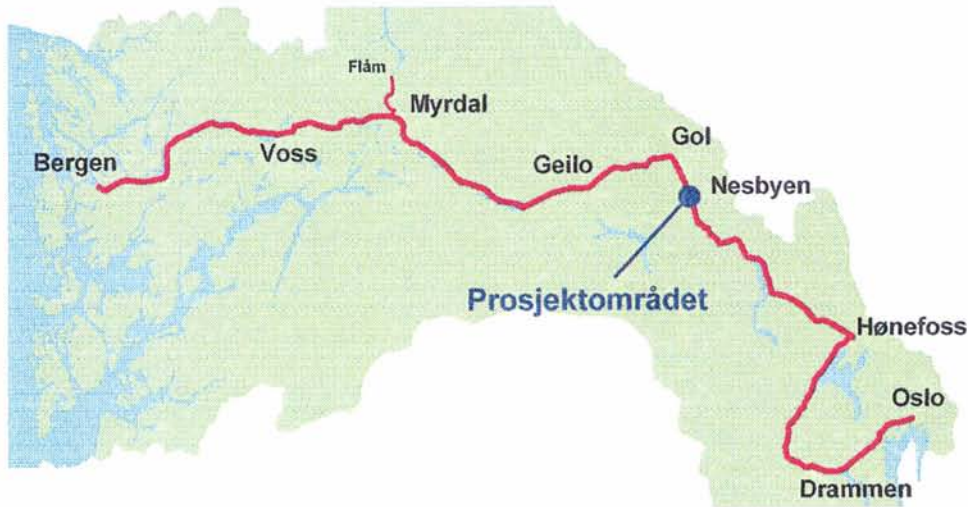 Flåm
Myrdal
Gol
Bergen
Voss
Geilo
Nesbyen
Prosjektområdet
Hønefoss
Oslo
Drammen